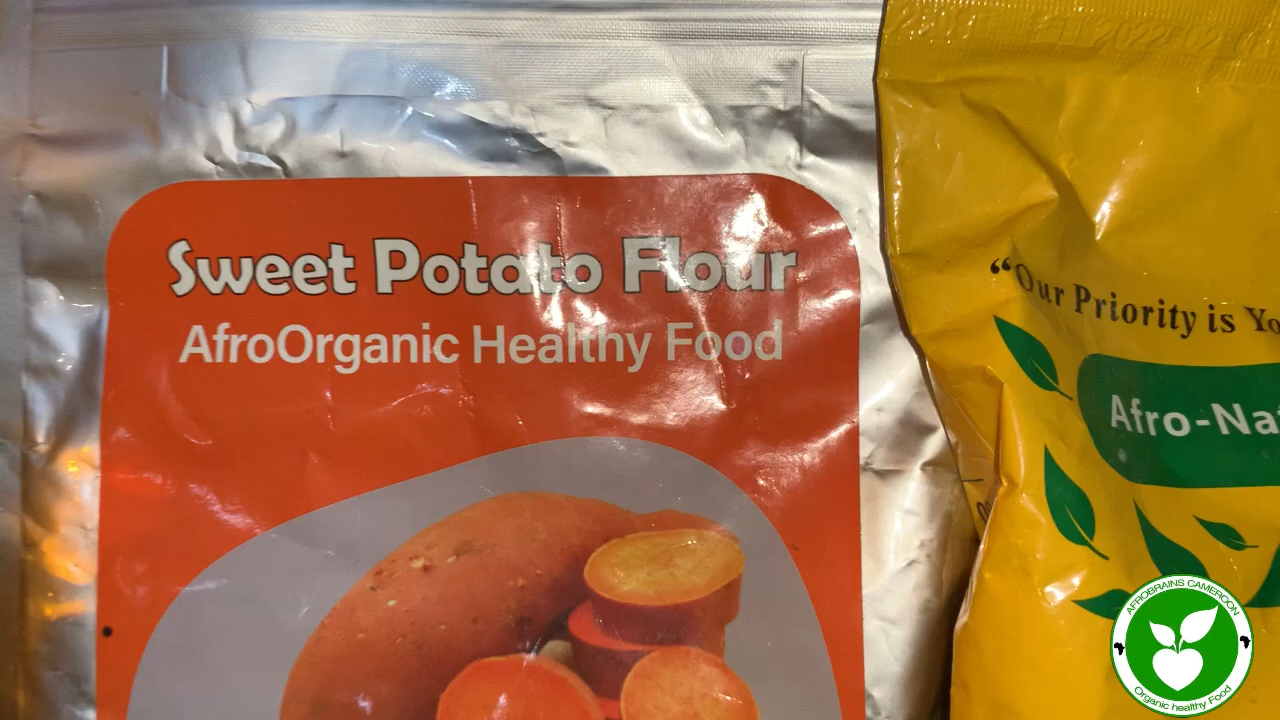 Sweet Potato Flour
AfroOrganic Healthy Food
“Our Priority is Yo
Afro-Na
AFROBRAINS CAMEROON
Organic healthy Food